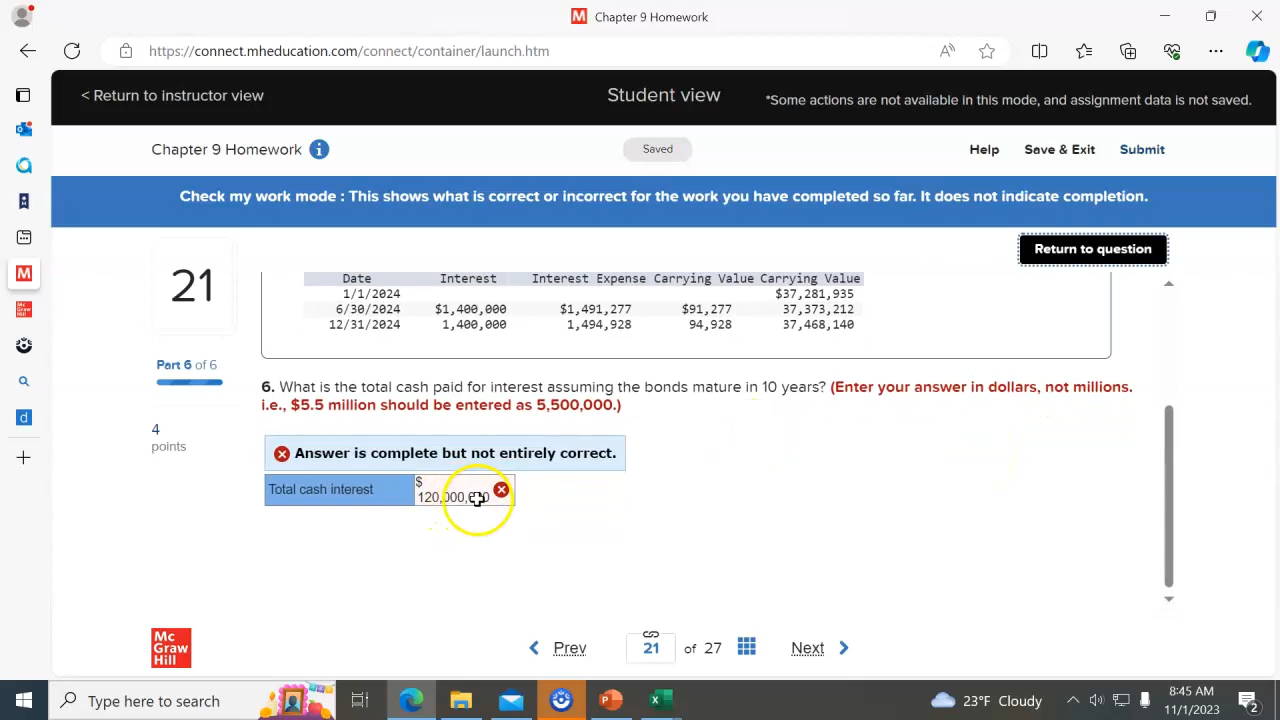 Chapter 9 Homework
https://connect.mheducation.com/connect/container/launch.htm
< Return to instructor view
Student view
*Some actions are not available in this mode, and assignment data is not saved.
Chapter 9 Homework
Saved
Help
Save & Exit
Submit
Check my work mode : This shows what is correct or incorrect for the work you have completed so far. It does not indicate completion.
Return to question
21
Part 6 of 6
4
points
Date Interest Interest Expense Carrying Value Carrying Value
1/1/2024 $37,281,935
6/30/2024 $1,400,000 $1,491,277 $91,277 37,373,212
12/31/2024 1,400,000 1,494,928 94,928 37,468,140
6. What is the total cash paid for interest assuming the bonds mature in 10 years? (Enter your answer in dollars, not millions.
i.e., $5.5 million should be entered as 5,500,000.)
Answer is complete but not entirely correct.
Total cash interest
$
120,000,000
Mc
Graw
Hill
Prev
21 of 27
Next
Type here to search
23°F Cloudy
8:45 AM
11/1/2023
2